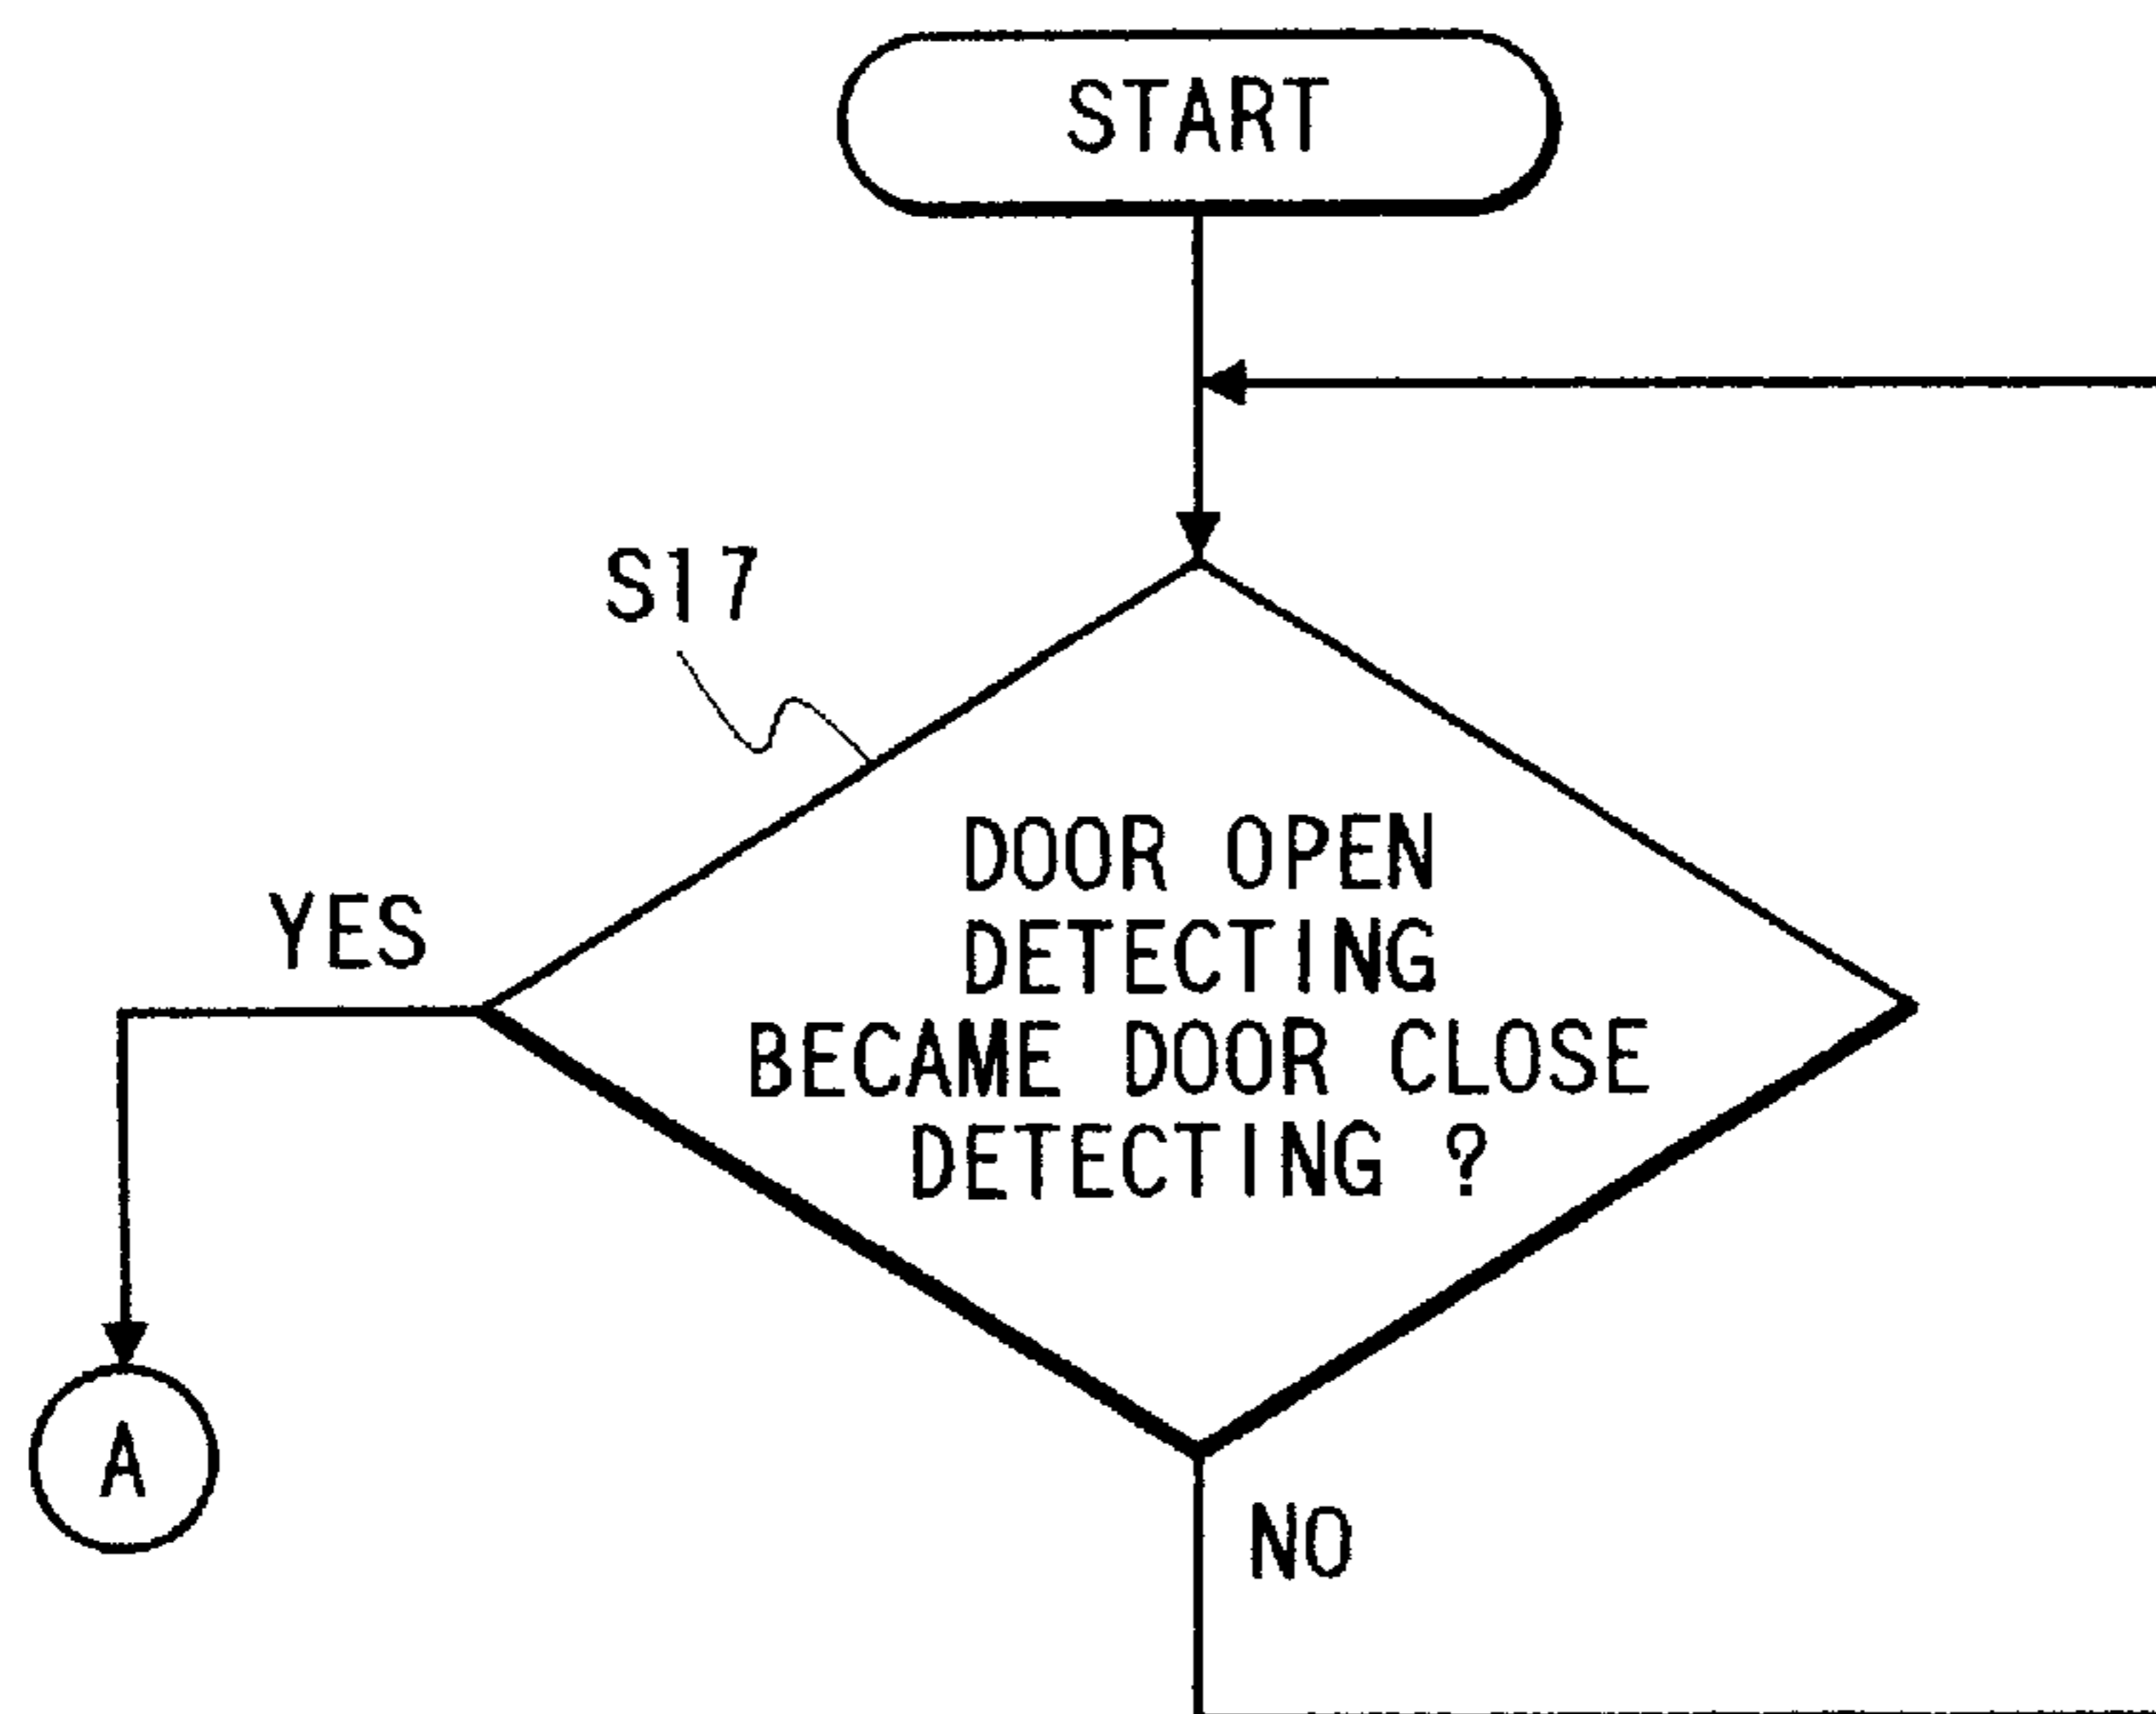 START
S17
DOOR OPEN
DETECTING
BECAME DOOR CLOSE
DETECTING ?
YES
A
NO